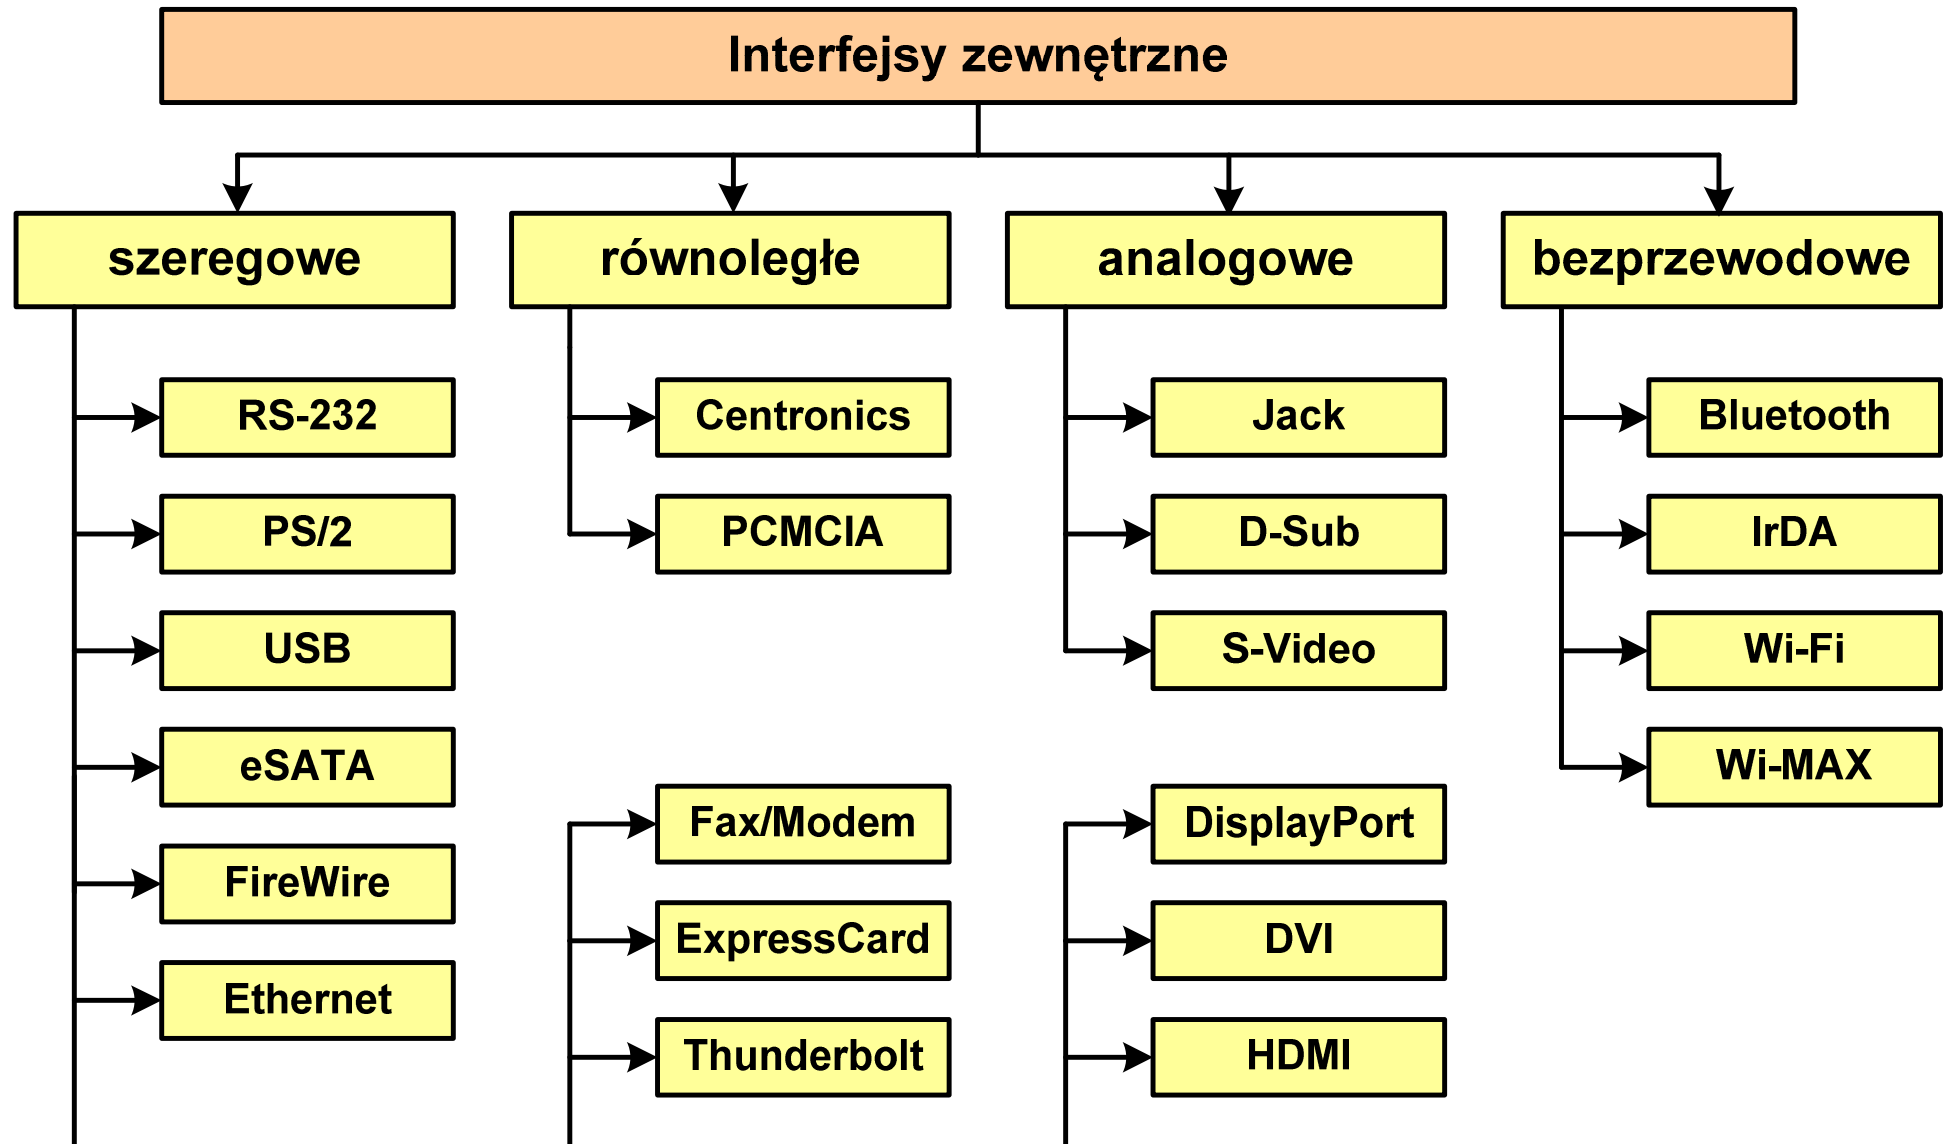 Interfejsy zewnętrzne
szeregowe
równoległe
analogowe
bezprzewodowe
RS-232
Centronics
Jack
Bluetooth
PS/2
PCMCIA
D-Sub
IrDA
USB
S-Video
Wi-Fi
eSATA
Wi-MAX
Fax/Modem
DisplayPort
FireWire
ExpressCard
DVI
Ethernet
Thunderbolt
HDMI